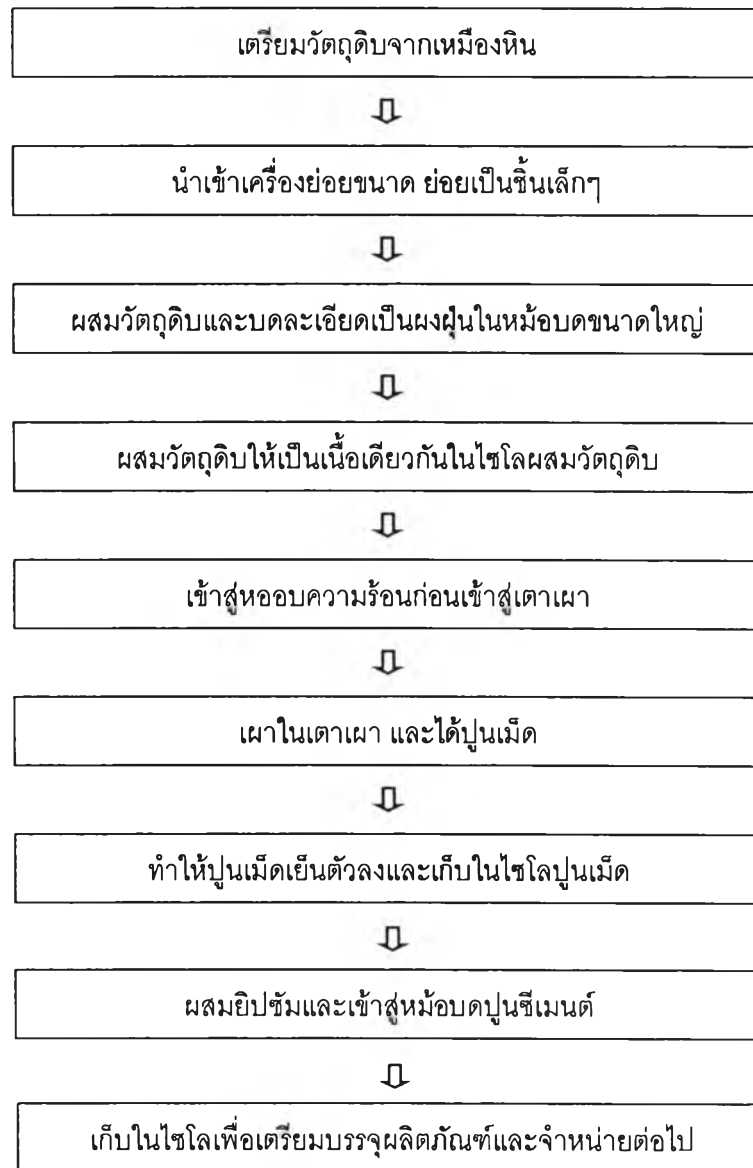 เตรียมวัตถุดิบจากเหมืองหิน
นำเข้าเครื่องย่อยขนาด ย่อยเป็นชิ้นเล็กๆ
ผสมวัตถุดิบและบดละเอียดเป็นผงฝุ่นในหม้อบดขนาดใหญ่
ผสมวัตถุดิบให้เป็นเนื้อเดียวกันในไซโลผสมวัตถุดิบ
เข้าสู่หออบความร้อนก่อนเข้าสู่เตาเผา
เผาในเตาเผา และได้ปูนเม็ด
ทำให้ปูนเม็ดเย็นตัวลงและเก็บในไซโลปูนเม็ด
ผสมยิปซัมและเข้าสู่หม้อบดปูนซีเมนต์
เก็บในไซโลเพื่อเตรียมบรรจุผลิตภัณฑ์และจำหน่ายต่อไป